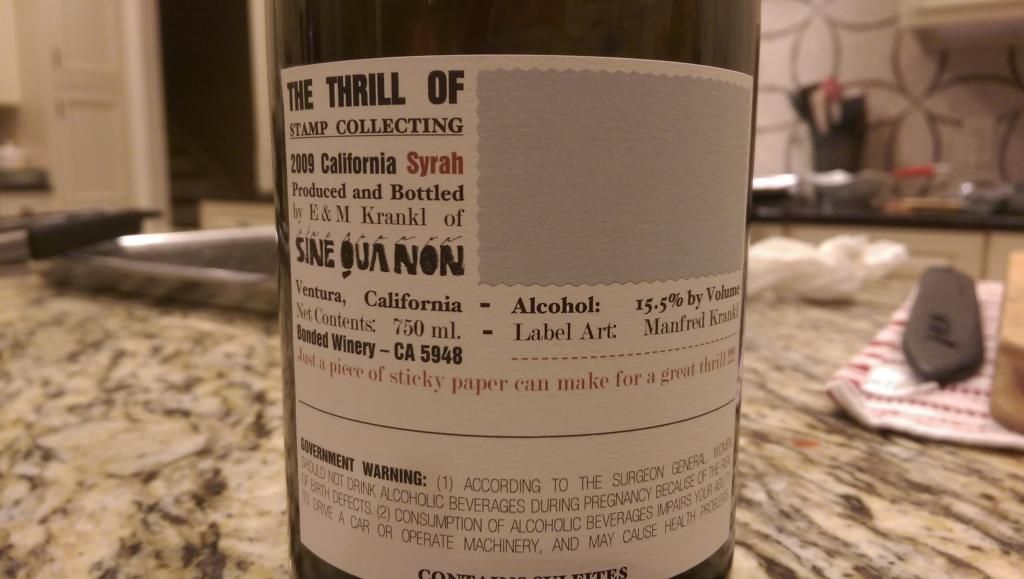 THE THRILL OF
STAMP COLLECTING
2009 California Syrah
Produced and Bottled
by E & M Krankl of
SINE QUA NON
Ventura, California - Alcohol: 15.5% by Volume
Net Contents: 750 ml. - Label Art: Manfred Krankl
Bonded Winery – CA 5948
Just a piece of sticky paper can make for a great thrill!!!
GOVERNMENT WARNING: (1) ACCORDING TO THE SURGEON GENERAL, WOMEN
SHOULD NOT DRINK ALCOHOLIC BEVERAGES DURING PREGNANCY BECAUSE OF THE RISK
OF BIRTH DEFECTS. (2) CONSUMPTION OF ALCOHOLIC BEVERAGES IMPAIRS YOUR
TO DRIVE A CAR OR OPERATE MACHINERY, AND MAY CAUSE HEALTH PROBLEMS
CONTAINS SULFITES